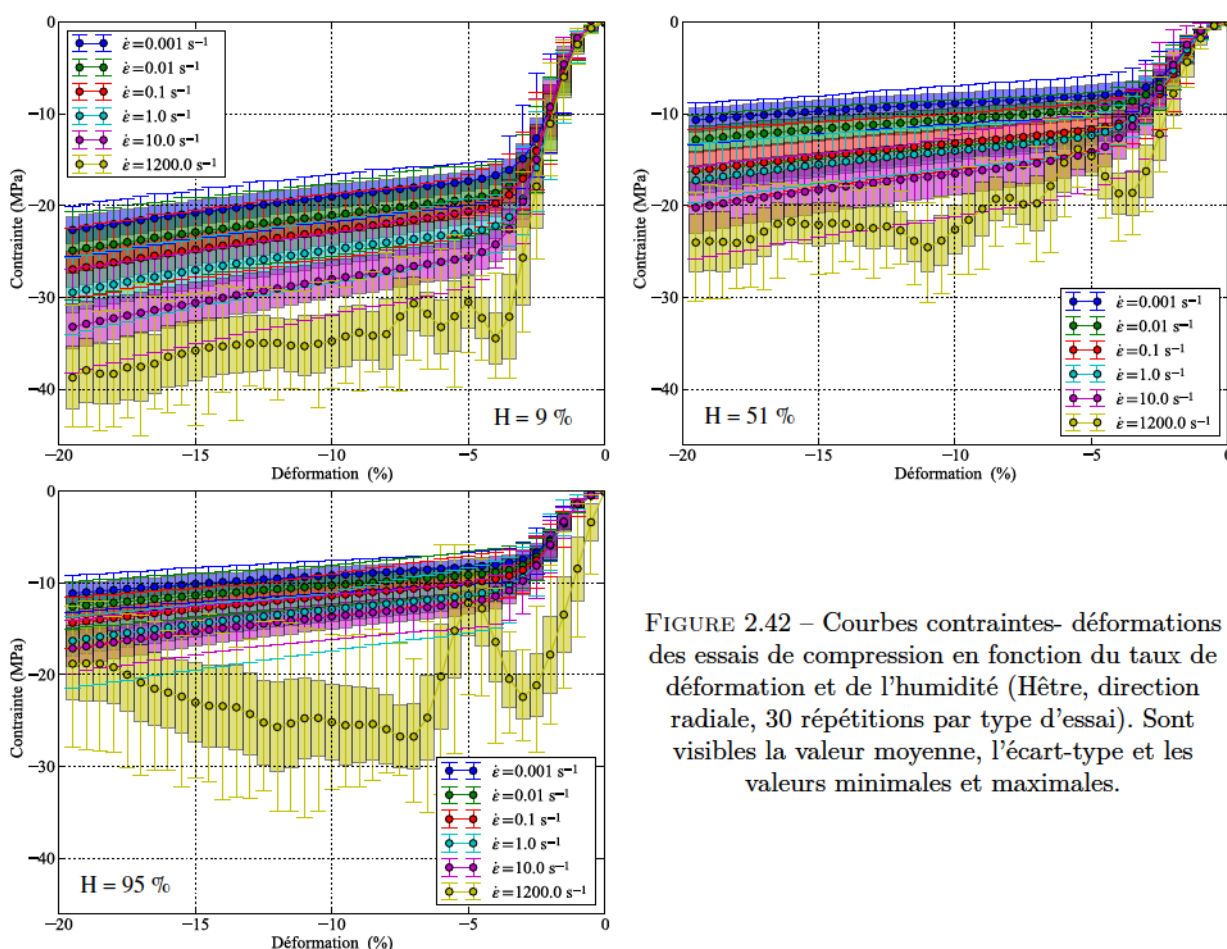 0
−10
−20
−30
−40
Contrainte (MPa)
ε̇=0.001 s⁻¹
ε̇=0.01 s⁻¹
ε̇=0.1 s⁻¹
ε̇=1.0 s⁻¹
ε̇=10.0 s⁻¹
ε̇=1200.0 s⁻¹
H = 9 %
−20 −15 −10 −5 0
Déformation (%)
0
−10
−20
−30
−40
Contrainte (MPa)
ε̇=0.001 s⁻¹
ε̇=0.01 s⁻¹
ε̇=0.1 s⁻¹
ε̇=1.0 s⁻¹
ε̇=10.0 s⁻¹
ε̇=1200.0 s⁻¹
H = 51 %
−20 −15 −10 −5 0
Déformation (%)
0
−10
−20
−30
−40
Contrainte (MPa)
ε̇=0.001 s⁻¹
ε̇=0.01 s⁻¹
ε̇=0.1 s⁻¹
ε̇=1.0 s⁻¹
ε̇=10.0 s⁻¹
ε̇=1200.0 s⁻¹
H = 95 %
−20 −15 −10 −5 0
Déformation (%)
FIGURE 2.42 – Courbes contraintes- déformations
des essais de compression en fonction du taux de
déformation et de l'humidité (Hêtre, direction
radiale, 30 répétitions par type d'essai). Sont
visibles la valeur moyenne, l'écart-type et les
valeurs minimales et maximales.